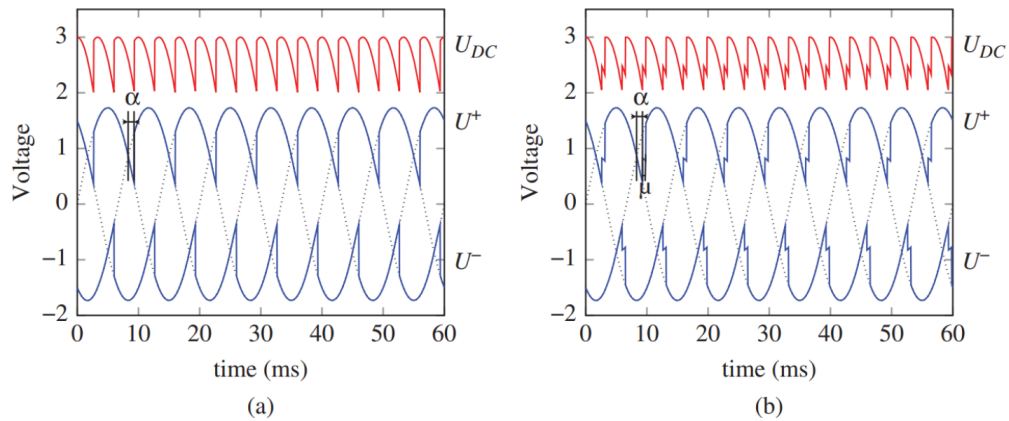 3
2
1
0
−1
−2
Voltage
α
U_DC
U⁺
U⁻
0 10 20 30 40 50 60
time (ms)
(a)
3
2
1
0
−1
−2
Voltage
α
μ
U_DC
U⁺
U⁻
0 10 20 30 40 50 60
time (ms)
(b)